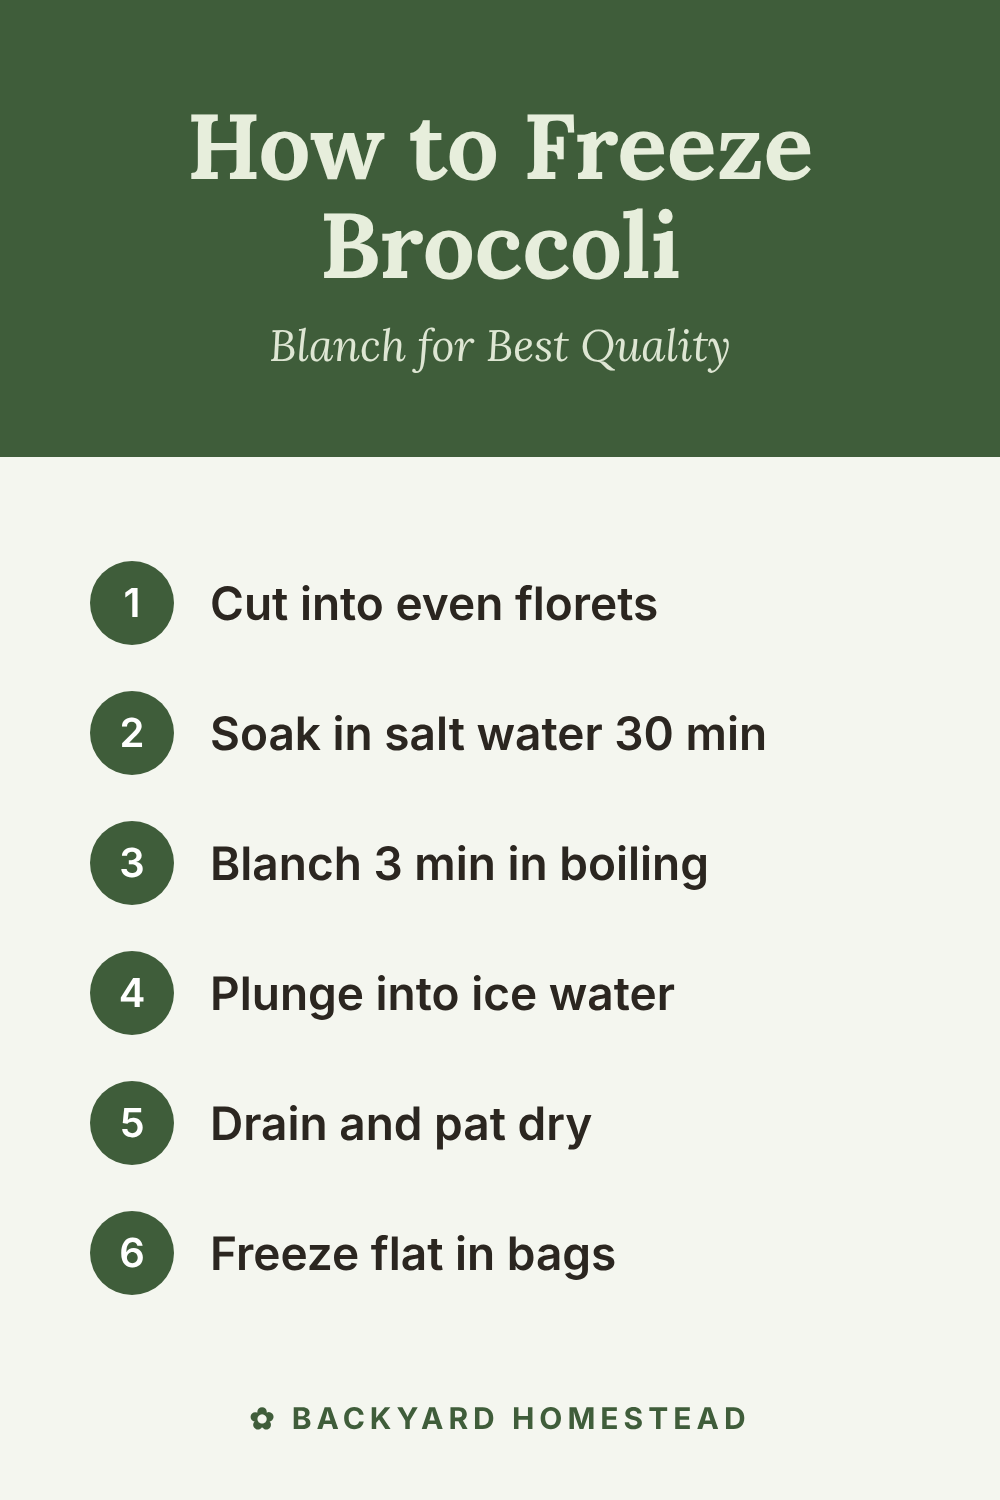 How to Freeze
Broccoli
Blanch for Best Quality
1 Cut into even florets
2 Soak in salt water 30 min
3 Blanch 3 min in boiling
4 Plunge into ice water
5 Drain and pat dry
6 Freeze flat in bags
✿ BACKYARD HOMESTEAD